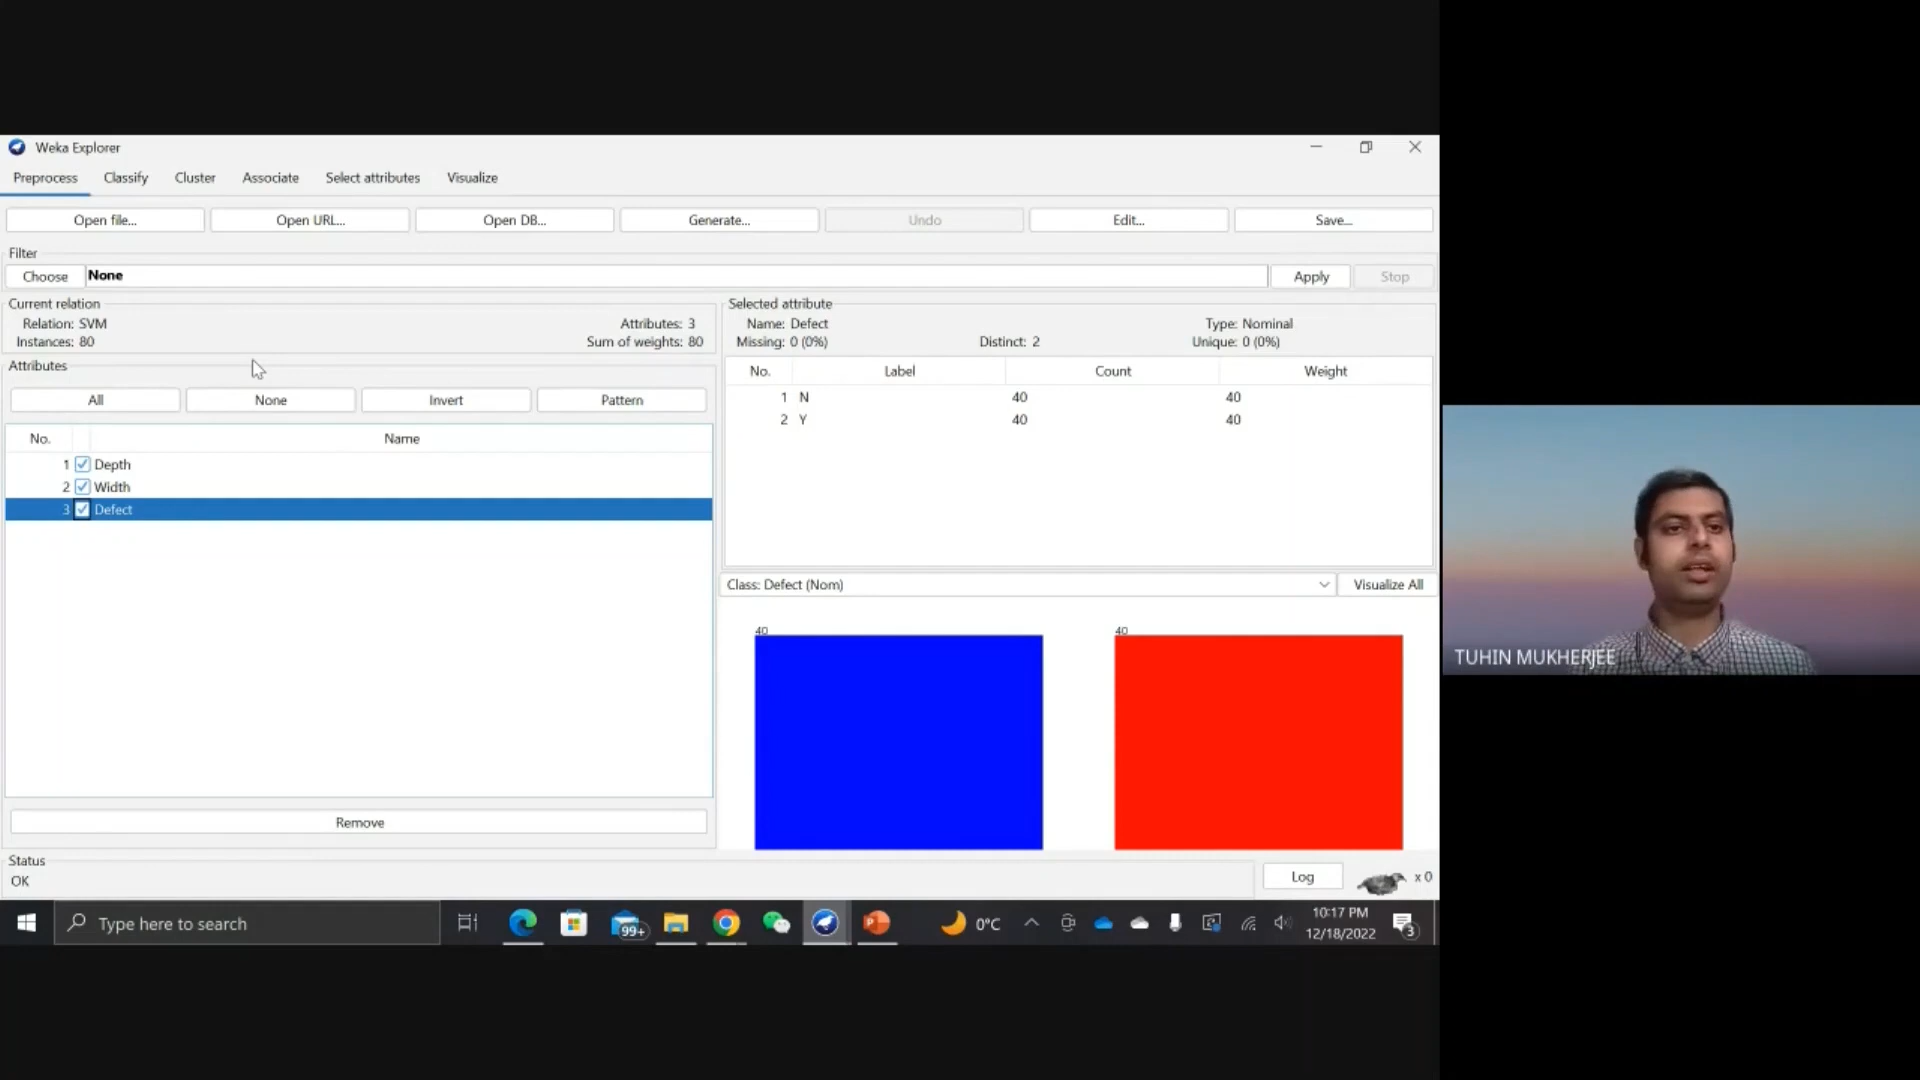 Weka Explorer
Preprocess Classify Cluster Associate Select attributes Visualize
Open file... Open URL... Open DB... Generate... Undo Edit... Save...
Filter
Choose None Apply Stop
Current relation
Relation: SVM Attributes: 3
Instances: 80 Sum of weights: 80
Attributes
All None Invert Pattern
No. Name
1 Depth
2 Width
3 Defect
Remove
Selected attribute
Name: Defect Type: Nominal
Missing: 0 (0%) Distinct: 2 Unique: 0 (0%)
No. Label Count Weight
1 N 40 40
2 Y 40 40
Class: Defect (Nom) Visualize All
40 40
Status
OK
Log x 0
Type here to search 99+ 0°C 10:17 PM
12/18/2022 3
TUHIN MUKHERJEE